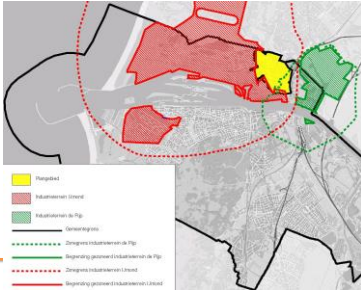 Plangebied
Industrieterrein IJmond
Industrieterrein de Pijp
Gemeentegrens
Zonegrens industrieterrein de Pijp
Begrenzing gezoneerd industrieterrein de Pijp
Zonegrens industrieterrein IJmond
Begrenzing gezoneerd industrieterrein IJmond